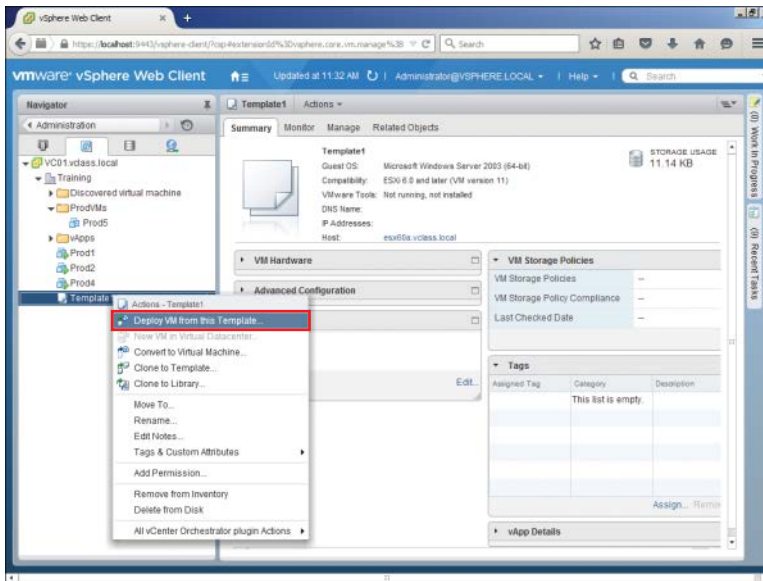 vSphere Web Client
https://localhost:9443/vsphere-client/?csp#extensionId%3Dvsphere.core.vm.manage%3B
Search
vmware® vSphere Web Client
Updated at 11:32 AM
Administrator@VSPHERE.LOCAL
Help
Search
Navigator
Administration
VC01.vclass.local
Training
Discovered virtual machine
ProdVMs
Prod5
vApps
Prod1
Prod2
Prod4
Template1
Actions
Summary Monitor Manage Related Objects
Template1
Guest OS: Microsoft Windows Server 2003 (64-bit)
Compatibility: ESXi 6.0 and later (VM version 11)
VMware Tools: Not running, not installed
DNS Name:
IP Addresses:
Host: esxi60a.vclass.local
STORAGE USAGE
11.14 KB
VM Hardware
Advanced Configuration
Edit...
VM Storage Policies
VM Storage Policies --
VM Storage Policy Compliance --
Last Checked Date --
Tags
Assigned Tag Category Description
This list is empty.
Assign...
vApp Details
Actions - Template1
Deploy VM from this Template...
New VM in Virtual Datacenter...
Convert to Virtual Machine...
Clone to Template...
Clone to Library...
Move To...
Rename...
Edit Notes...
Tags & Custom Attributes
Add Permission...
Remove from Inventory
Delete from Disk
All vCenter Orchestrator plugin Actions
(0) Work In Progress
(0) Recent Tasks